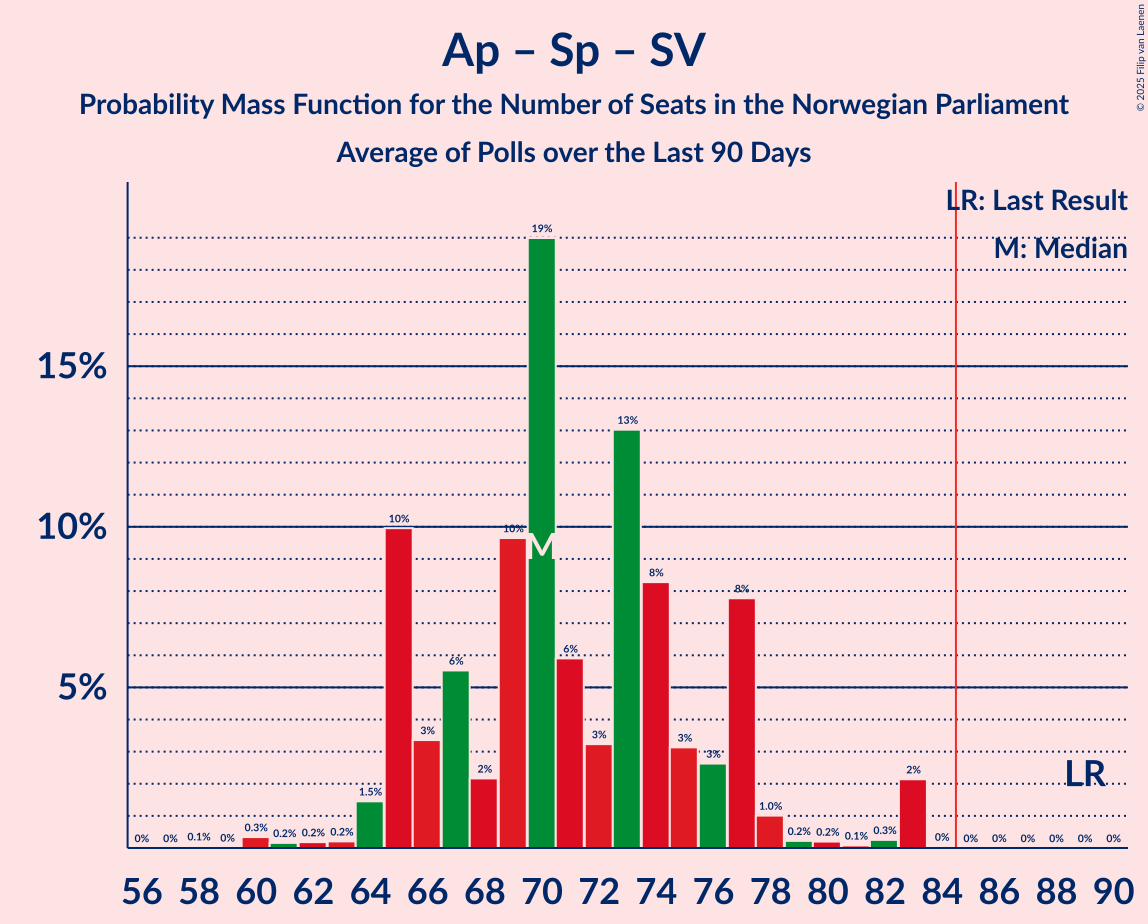 Ap – Sp – SV
Probability Mass Function for the Number of Seats in the Norwegian Parliament
Average of Polls over the Last 90 Days
© 2025 Filip van Laenen
LR: Last Result
M: Median
15%
10%
5%
0% 0% 0.1% 0% 0.3% 0.2% 0.2% 0.2% 1.5% 10% 3% 6% 2% 10% 19% 6% 3% 13% 8% 3% 3% 8% 1.0% 0.2% 0.2% 0.1% 0.3% 2% 0% 0% 0% 0% 0% 0% 0%
M
LR
56 58 60 62 64 66 68 70 72 74 76 78 80 82 84 86 88 90